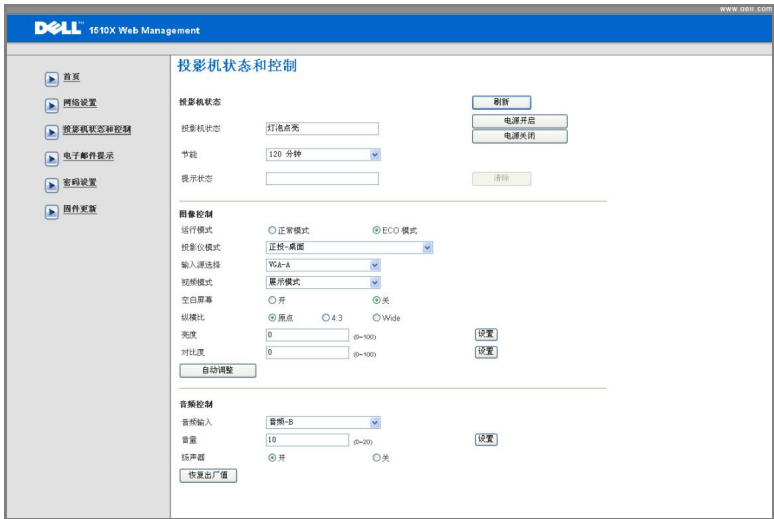 www.dell.com
DELL™ 1610X Web Management
首页
网络设置
投影机状态和控制
电子邮件提示
密码设置
固件更新
投影机状态和控制
投影机状态 刷新
电源开启
投影机状态 灯泡点亮
电源关闭
节能 120 分钟
提示状态 清除
图像控制
运行模式 正常模式 ECO 模式
投影仪模式 正投-桌面
输入源选择 VGA-A
视频模式 展示模式
空白屏幕 开 关
纵横比 原点 4:3 Wide
亮度 0 (0~100) 设置
对比度 0 (0~100) 设置
自动调整
音频控制
音频输入 音频-B
音量 10 (0~20) 设置
扬声器 开 关
恢复出厂值